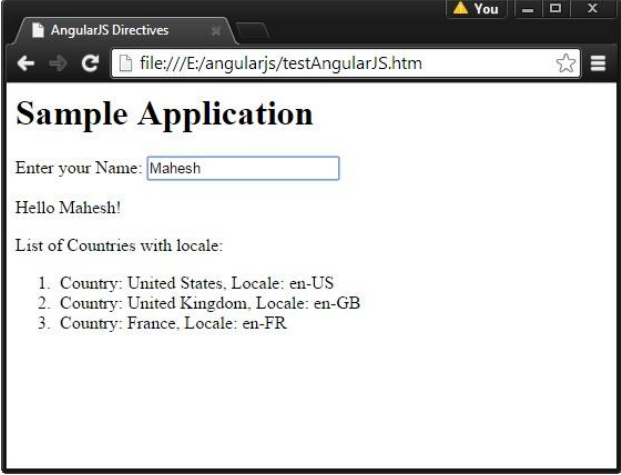 You
AngularJS Directives
file:///E:/angularjs/testAngularJS.htm
Sample Application
Enter your Name: Mahesh
Hello Mahesh!
List of Countries with locale:
1. Country: United States, Locale: en-US
2. Country: United Kingdom, Locale: en-GB
3. Country: France, Locale: en-FR